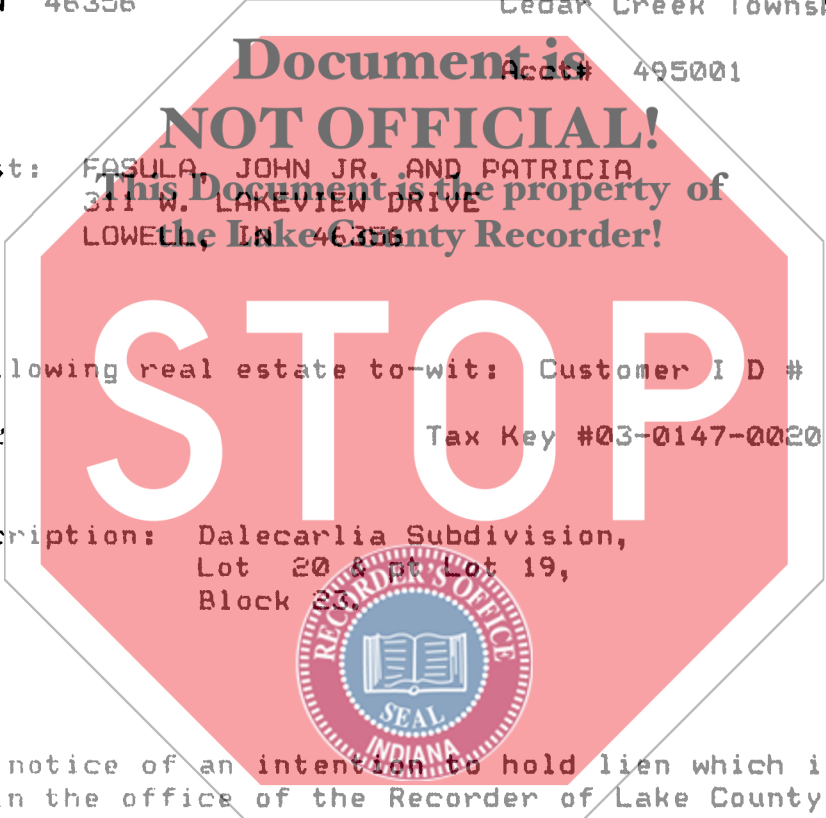 46356 Cedar Creek Towns
Document is
Acct# 495001
NOT OFFICIAL!
t: FASULA, JOHN JR. AND PATRICIA
This Document is the property of
311 W. LAKEVIEW DRIVE
the Lake County Recorder!
LOWELL, IN 46356
STOP
lowing real estate to-wit: Customer I D #
Tax Key #03-0147-0020
ription: Dalecarlia Subdivision,
Lot 20 & pt Lot 19,
Block 23,
RECORDER'S OFFICE
SEAL
INDIANA
notice of an intention to hold lien which i
n the office of the Recorder of Lake County